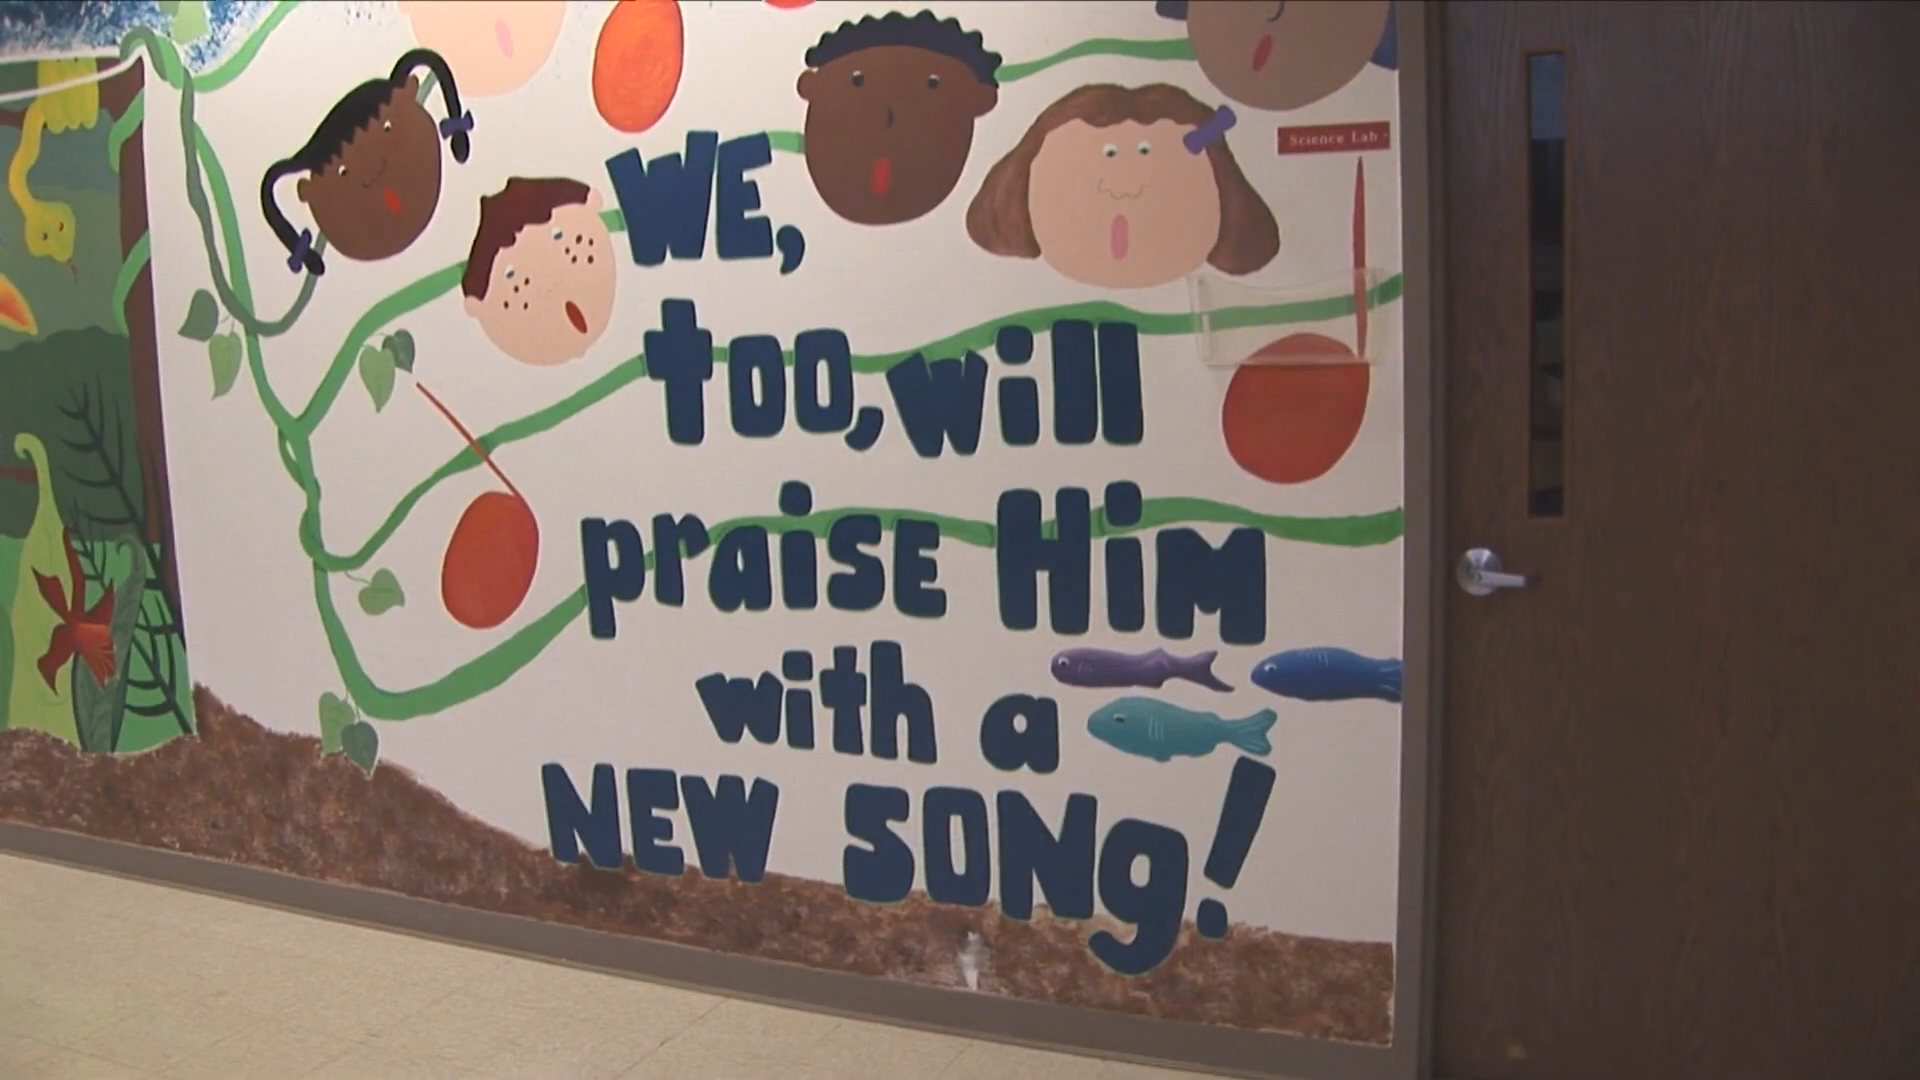 Science Lab
WE,
too, will
praise Him
with a
NEW SONg!